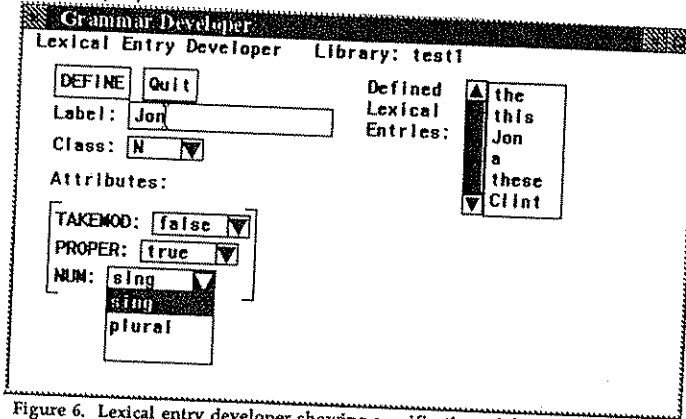 Grammar Developer
Lexical Entry Developer Library: test1
DEFINE Quit
Label: Jon
Class: N
Attributes:
TAKEMOD: false
PROPER: true
NUM: sing
sing
plural
Defined
Lexical
Entries:
the
this
Jon
a
these
Clint
Figure 6. Lexical entry developer showing